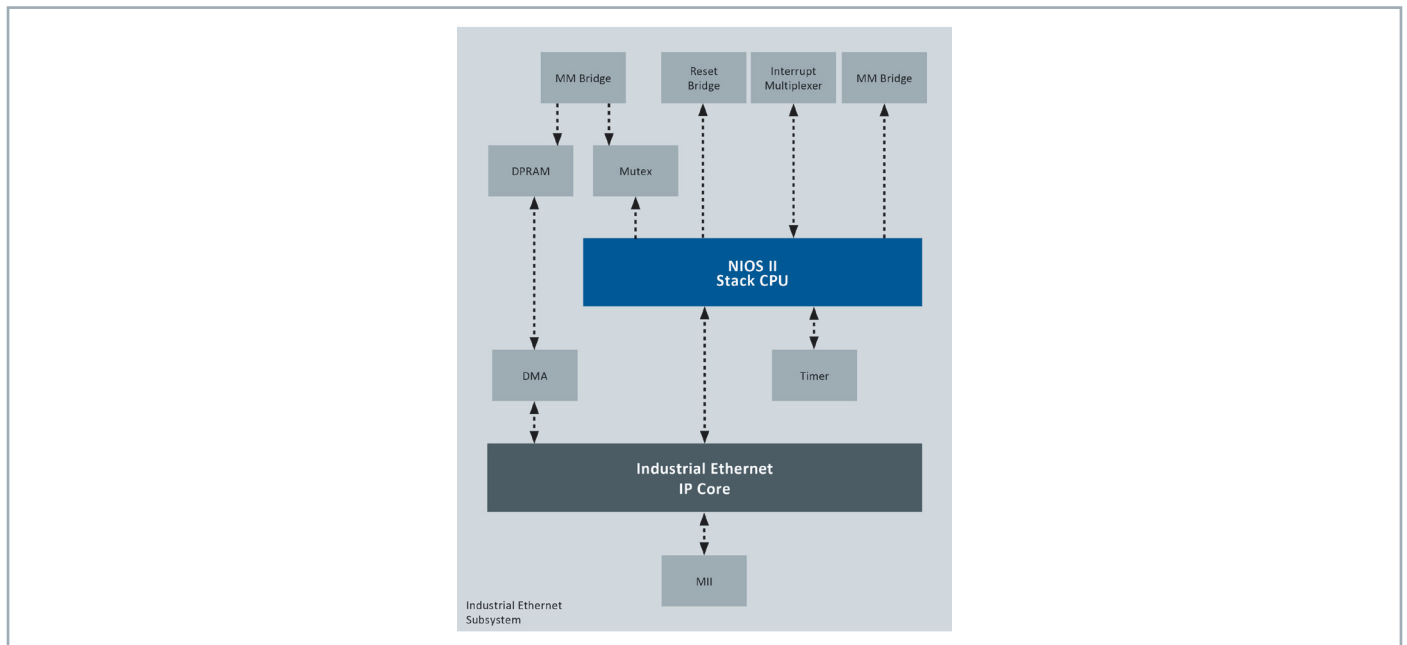 MM Bridge
Reset
Bridge
Interrupt
Multiplexer
MM Bridge
DPRAM
Mutex
NIOS II
Stack CPU
DMA
Timer
Industrial Ethernet
IP Core
MII
Industrial Ethernet
Subsystem